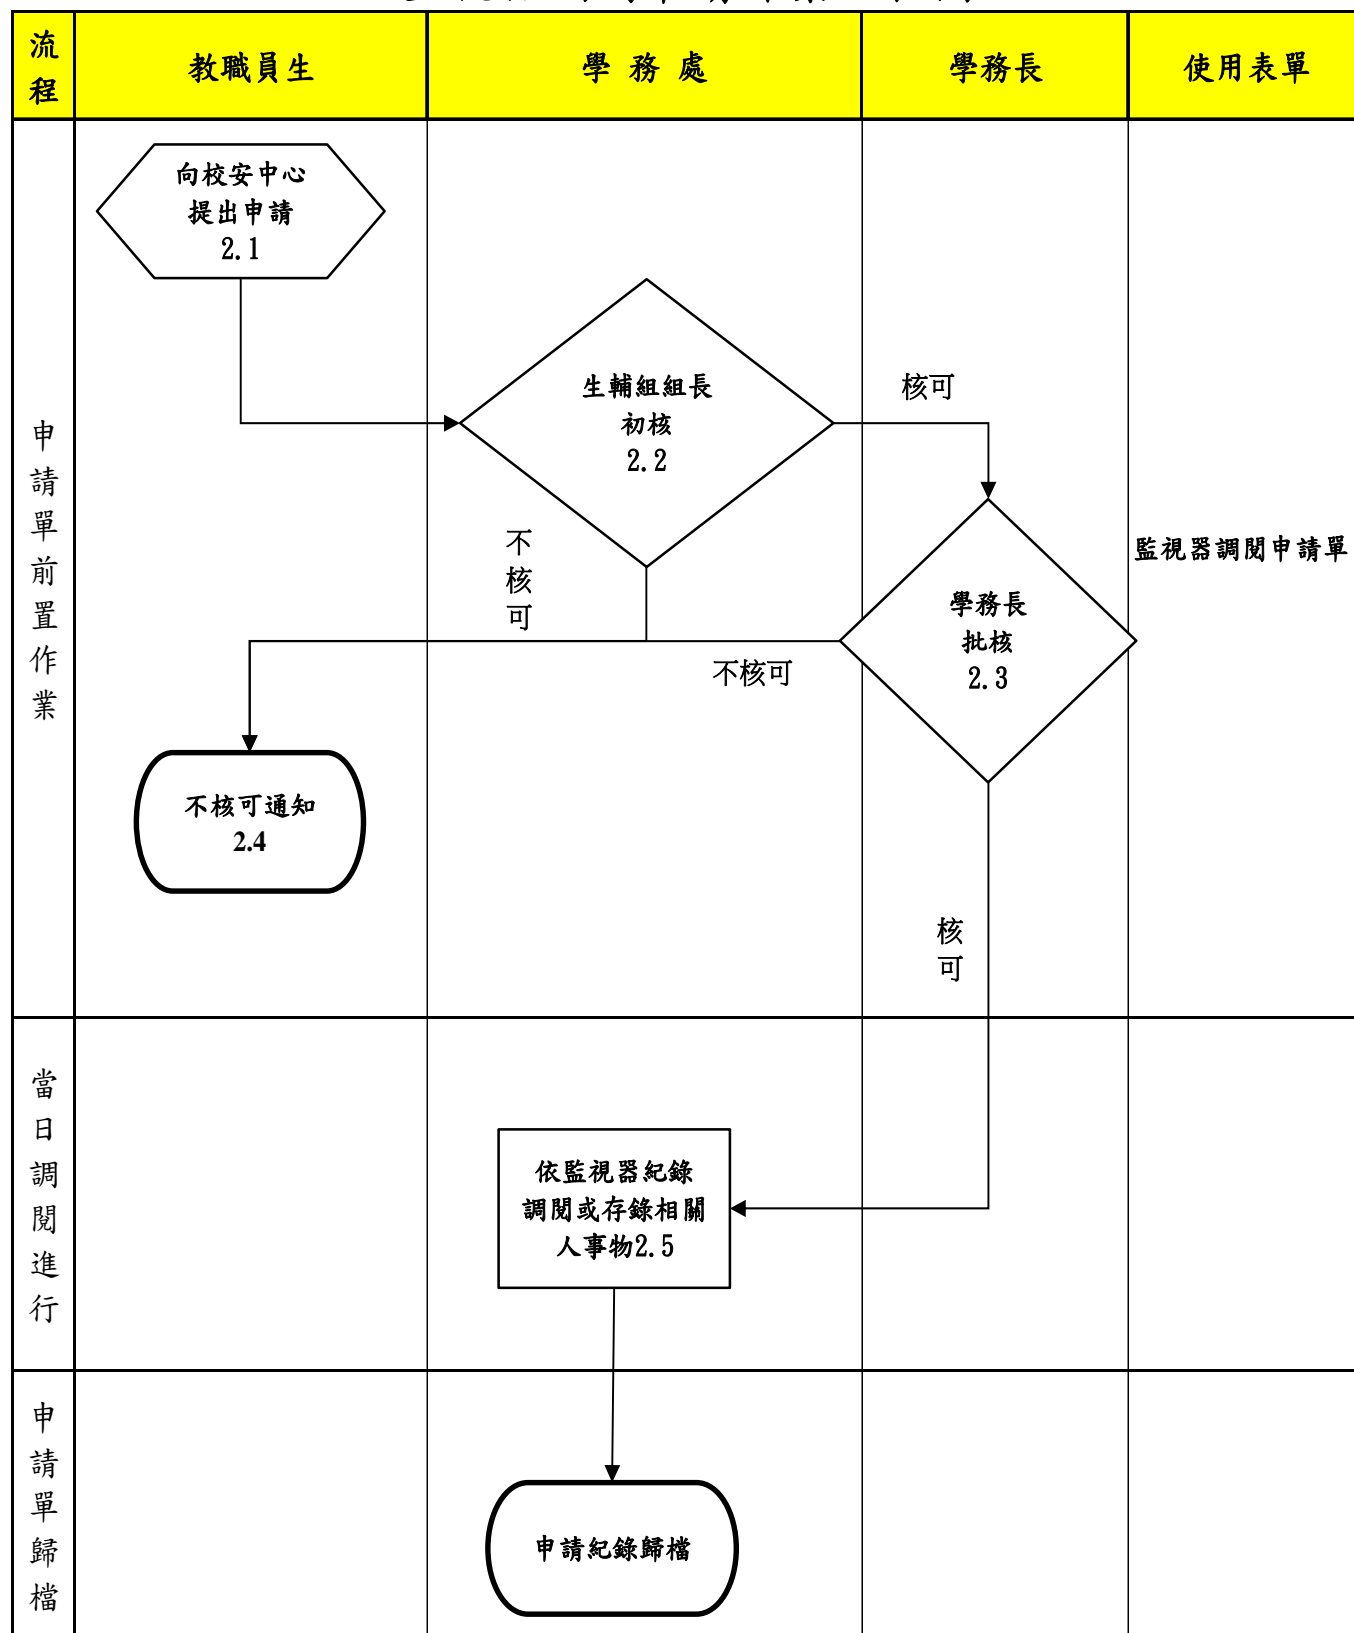 流程
教職員生
學 務 處
學務長
使用表單
申請單前置作業
向校安中心
提出申請
2.1
生輔組組長
初核
2.2
核可
不核可
不核可
學務長
批核
2.3
監視器調閱申請單
不核可通知
2.4
核可
當日調閱進行
依監視器紀錄
調閱或存錄相關
人事物2.5
申請單歸檔
申請紀錄歸檔